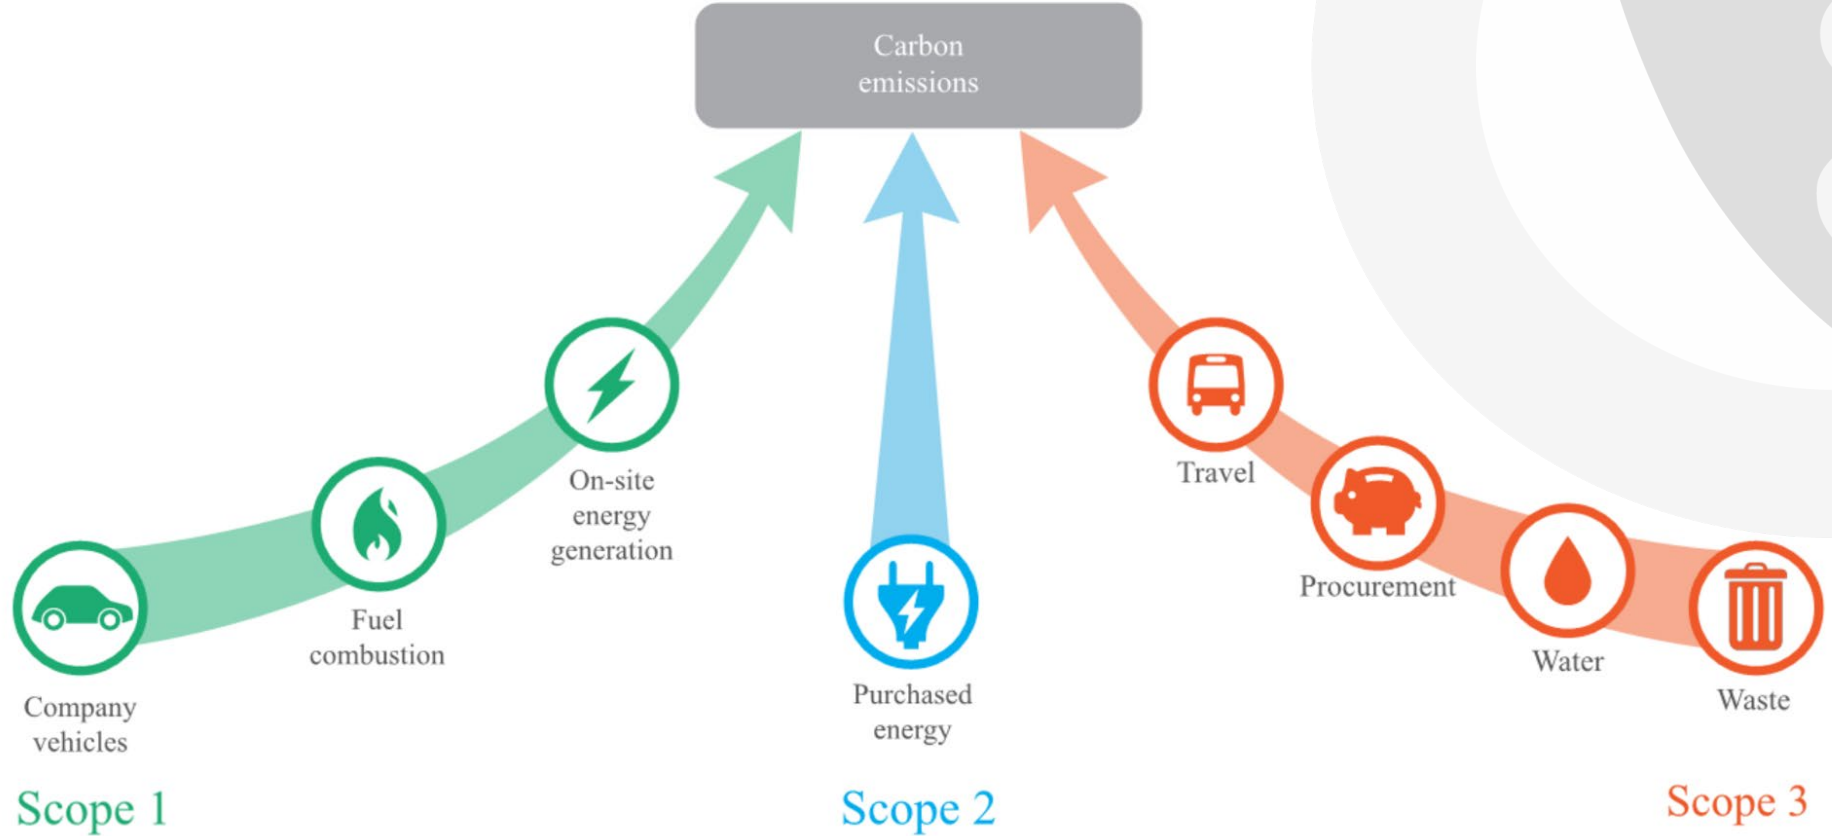 Carbon
emissions
On-site
energy
generation
Travel
Fuel
combustion
Procurement
Company
vehicles
Purchased
energy
Water
Waste
Scope 1
Scope 2
Scope 3